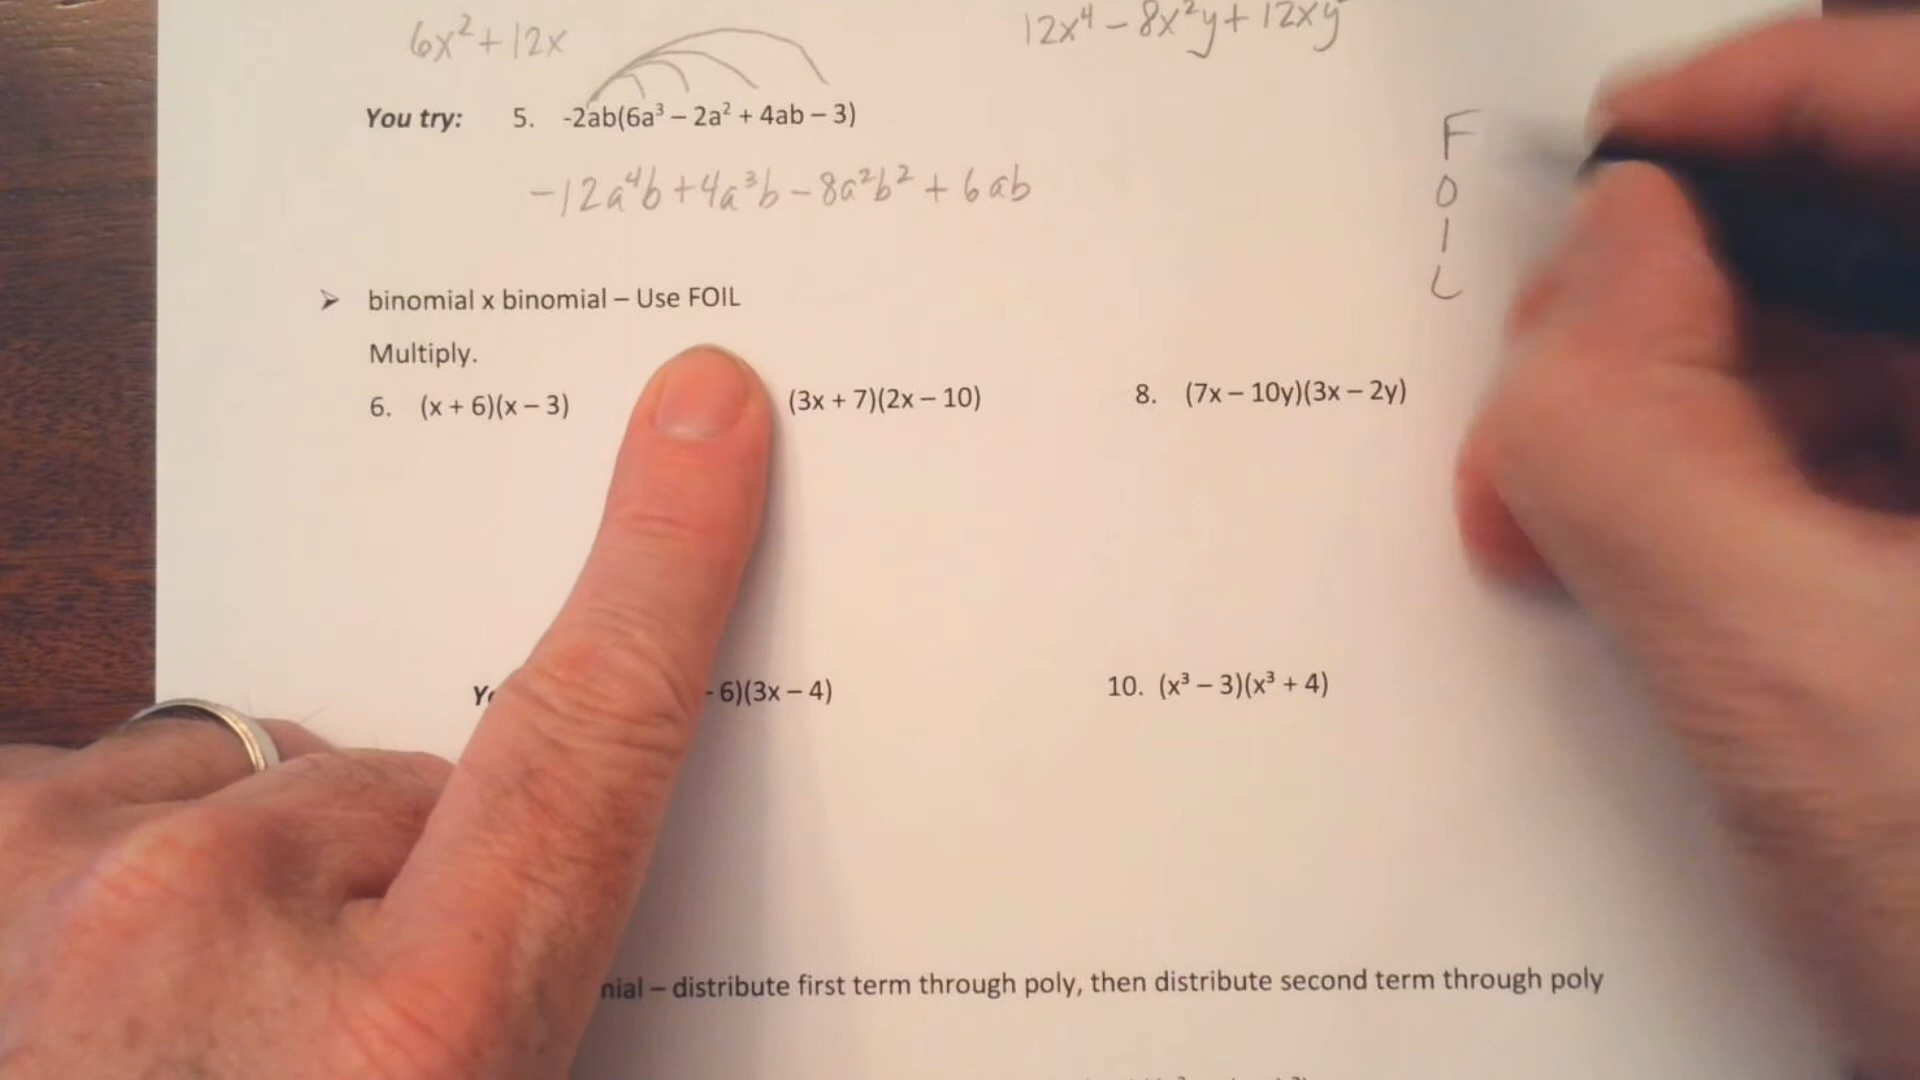 6x² + 12x
12x⁴ – 8x²y + 12xy
You try: 5. -2ab(6a³ – 2a² + 4ab – 3)
-12a⁴b + 4a³b – 8a²b² + 6ab
F
O
I
L
➢ binomial x binomial – Use FOIL
Multiply.
6. (x + 6)(x – 3) (3x + 7)(2x – 10) 8. (7x – 10y)(3x – 2y)
- 6)(3x – 4) 10. (x³ – 3)(x³ + 4)
– distribute first term through poly, then distribute second term through poly